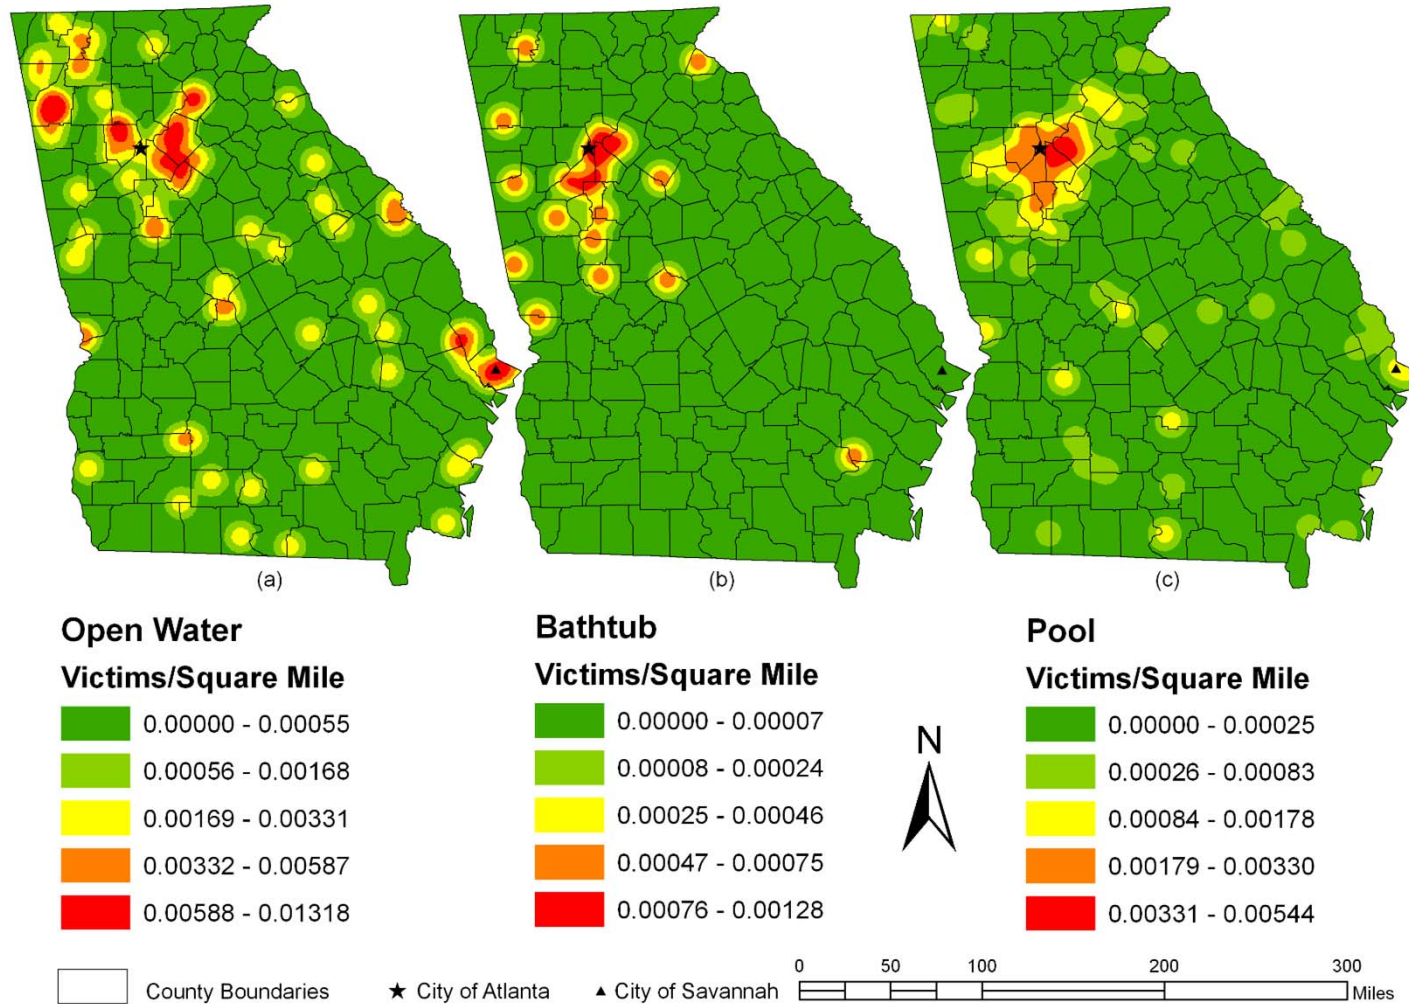 (a)
(b)
(c)
Open Water
Victims/Square Mile
0.00000 - 0.00055
0.00056 - 0.00168
0.00169 - 0.00331
0.00332 - 0.00587
0.00588 - 0.01318
Bathtub
Victims/Square Mile
0.00000 - 0.00007
0.00008 - 0.00024
0.00025 - 0.00046
0.00047 - 0.00075
0.00076 - 0.00128
N
Pool
Victims/Square Mile
0.00000 - 0.00025
0.00026 - 0.00083
0.00084 - 0.00178
0.00179 - 0.00330
0.00331 - 0.00544
County Boundaries
City of Atlanta
City of Savannah
0 50 100 200 300
Miles